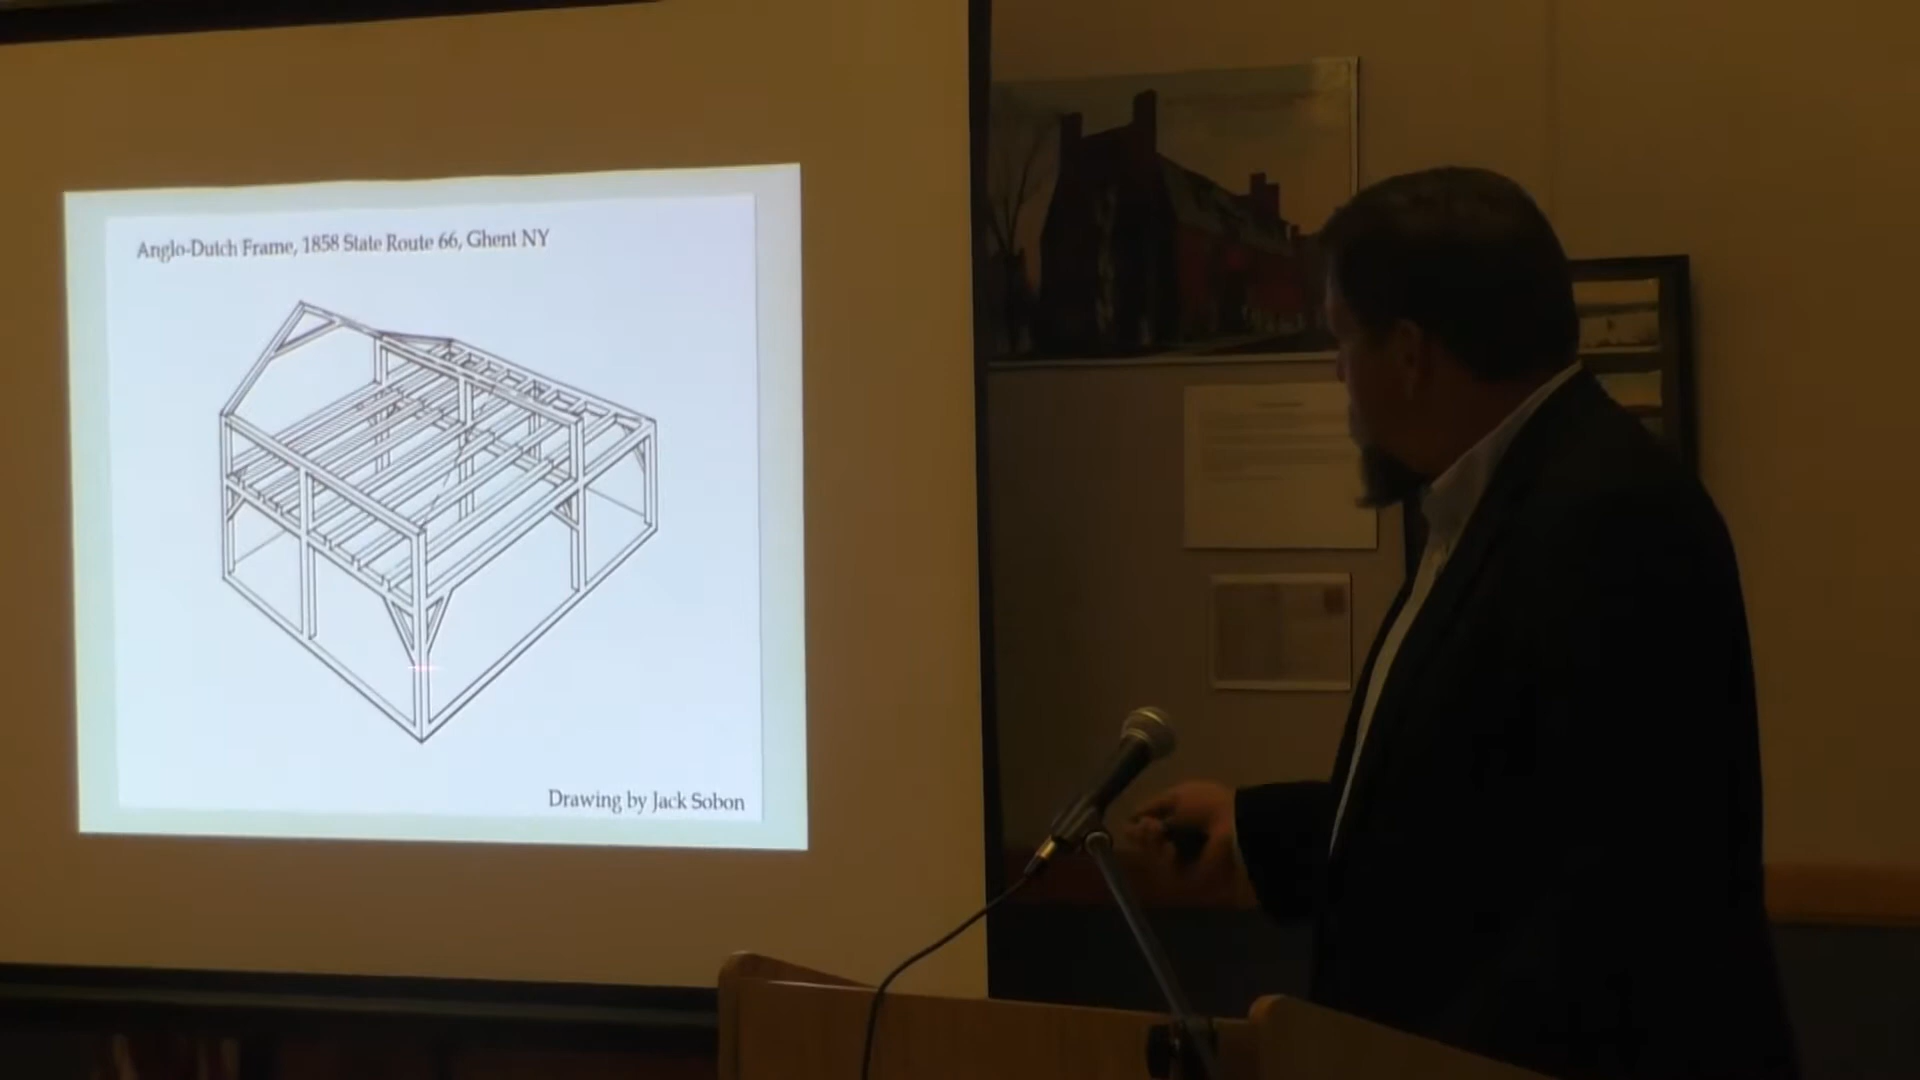 Anglo-Dutch Frame, 1858 State Route 66, Ghent NY
Drawing by Jack Sobon